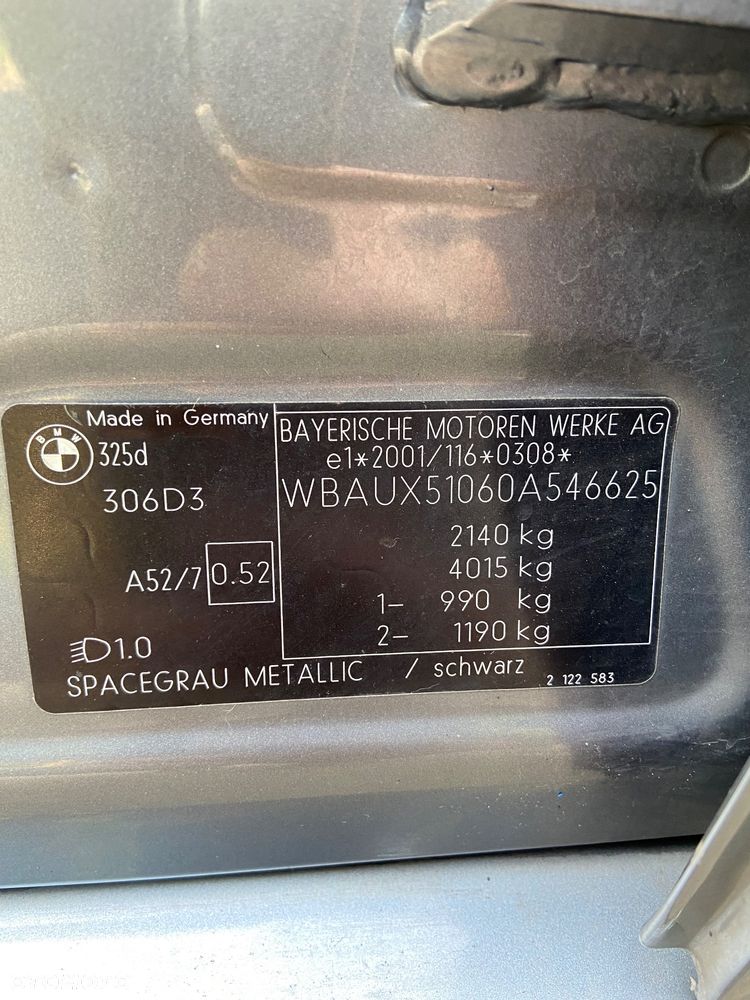 Made in Germany
BMW
325d
306D3
A52/7 0.52
1.0
SPACEGRAU METALLIC / schwarz
BAYERISCHE MOTOREN WERKE AG
e1*2001/116*0308*
WBAUX51060A546625
2140 kg
4015 kg
1- 990 kg
2- 1190 kg
2 122 583